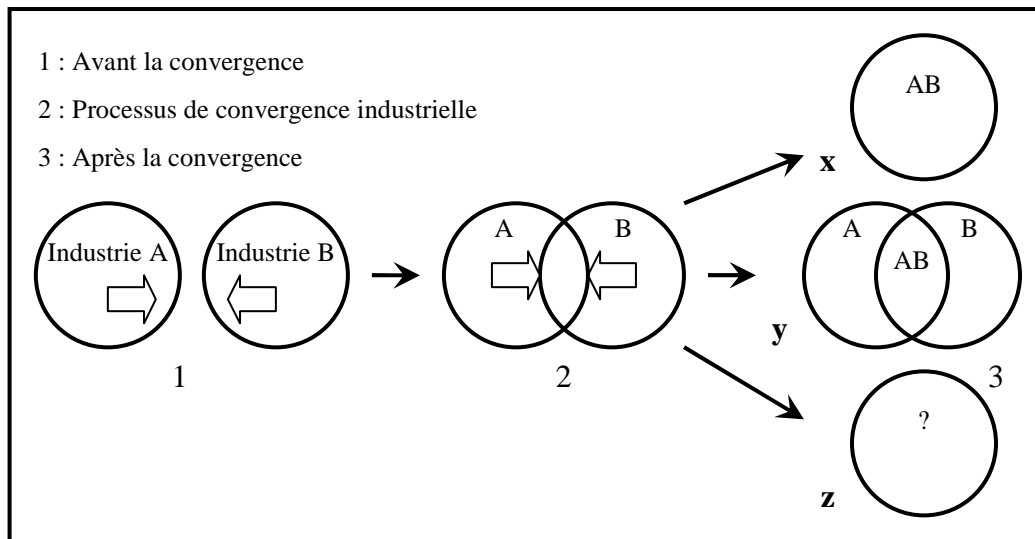 1 : Avant la convergence
2 : Processus de convergence industrielle
3 : Après la convergence
AB
x
Industrie A
Industrie B
A
B
A
B
AB
y
1
2
3
?
z